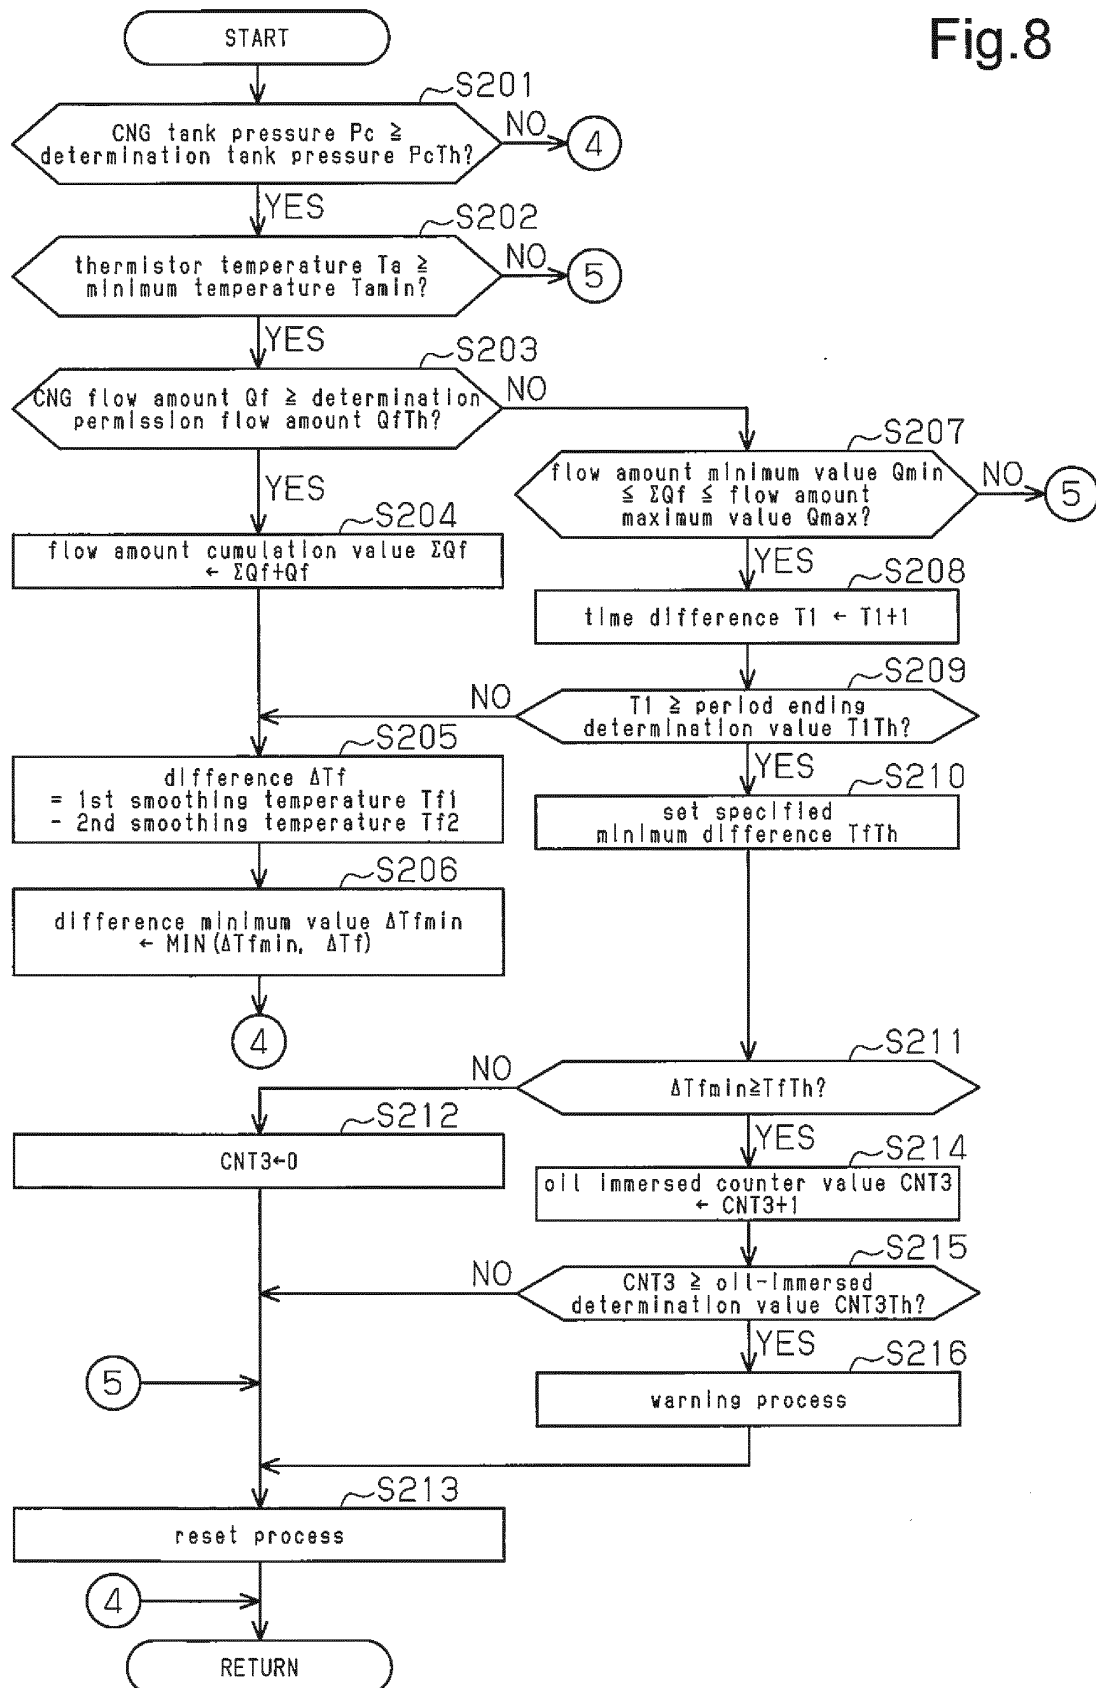 Fig.8
START
S201
CNG tank pressure Pc ≧
determination tank pressure PcTh?
NO
4
YES
S202
thermistor temperature Ta ≧
minimum temperature Tamin?
NO
5
YES
S203
CNG flow amount Qf ≧ determination
permission flow amount QfTh?
NO
YES
S207
flow amount minimum value Qmin
≦ ΣQf ≦ flow amount
maximum value Qmax?
NO
5
YES
S204
flow amount cumulation value ΣQf
← ΣQf+Qf
S208
time difference T1 ← T1+1
S209
T1 ≧ period ending
determination value T1Th?
NO
YES
S205
difference ΔTf
= 1st smoothing temperature Tf1
- 2nd smoothing temperature Tf2
S210
set specified
minimum difference TfTh
S206
difference minimum value ΔTfmin
← MIN(ΔTfmin, ΔTf)
4
S211
ΔTfmin≧TfTh?
NO
YES
S212
CNT3←0
S214
oil immersed counter value CNT3
← CNT3+1
S215
CNT3 ≧ oil-immersed
determination value CNT3Th?
NO
YES
S216
warning process
5
S213
reset process
4
RETURN